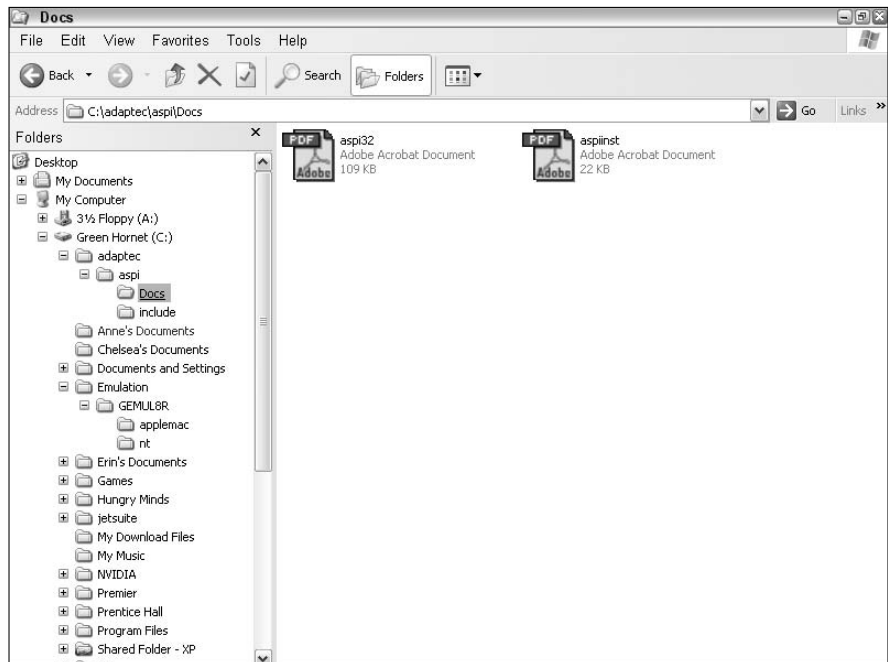 Docs
File Edit View Favorites Tools Help
Back Search Folders
Address C:\adaptec\aspi\Docs Go Links »
Folders x
Desktop
My Documents
My Computer
3½ Floppy (A:)
Green Hornet (C:)
adaptec
aspi
Docs
include
Anne's Documents
Chelsea's Documents
Documents and Settings
Emulation
GEMUL8R
applemac
nt
Erin's Documents
Games
Hungry Minds
jetsuite
My Download Files
My Music
NVIDIA
Premier
Prentice Hall
Program Files
Shared Folder - XP
PDF
Adobe
aspi32
Adobe Acrobat Document
109 KB
PDF
Adobe
aspiinst
Adobe Acrobat Document
22 KB